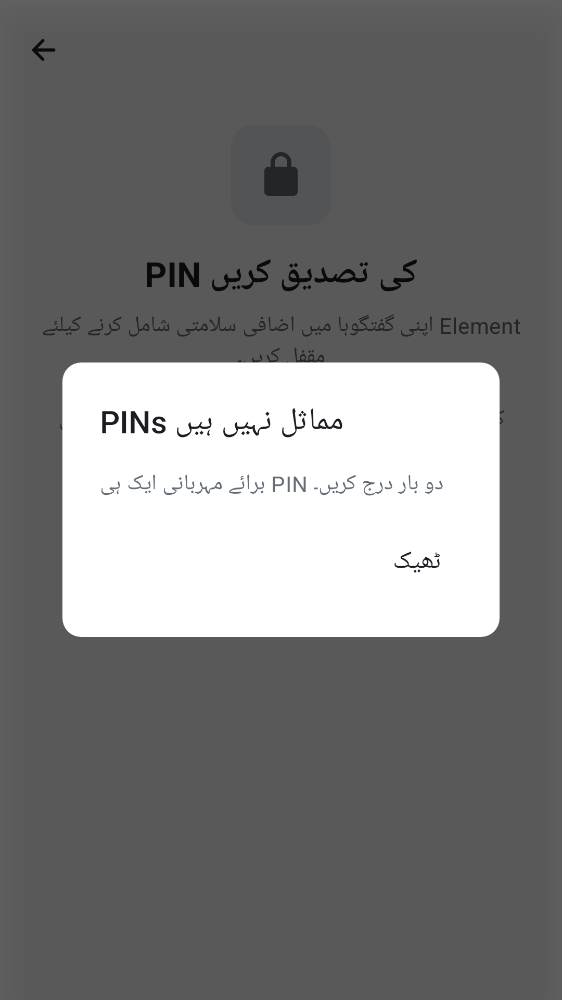 PIN کی تصدیق کریں
Element اپنی گفتگوہا میں اضافی سلامتی شامل کرنے کیلئے
مقفل کریں۔
PINs مماثل نہیں ہیں
برائے مہربانی ایک ہی PIN دو بار درج کریں۔
ٹھیک